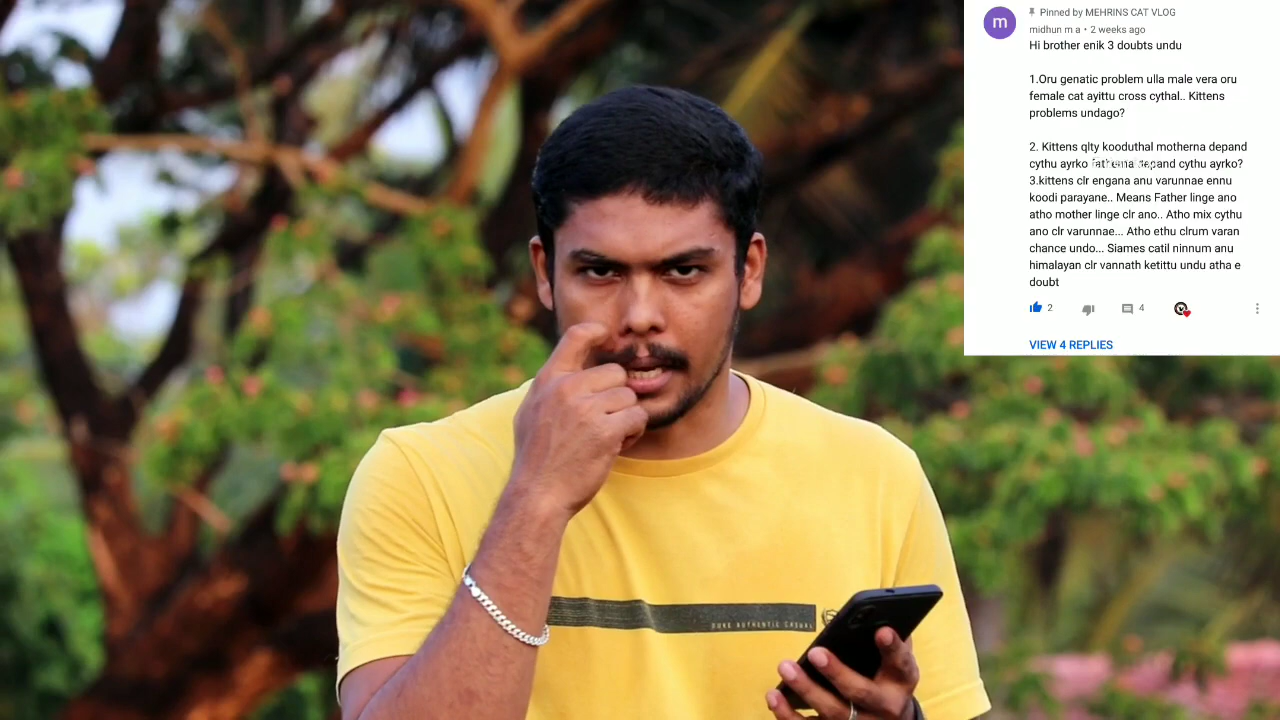 Pinned by MEHRINS CAT VLOG
m
midhun m a • 2 weeks ago
Hi brother enik 3 doubts undu
1.Oru genatic problem ulla male vera oru
female cat ayittu cross cythal.. Kittens
problems undago?
2. Kittens qlty kooduthal motherna depand
cythu ayrko Fatherna depand cythu ayrko?
3.kittens clr engana anu varunnae ennu
koodi parayane.. Means Father linge ano
atho mother linge clr ano.. Atho mix cythu
ano clr varunnae... Atho ethu clrum varan
chance undo... Siames catil ninnum anu
himalayan clr vannath ketittu undu atha e
doubt
2
4
VIEW 4 REPLIES
DUKE AUTHENTIC CASUAL